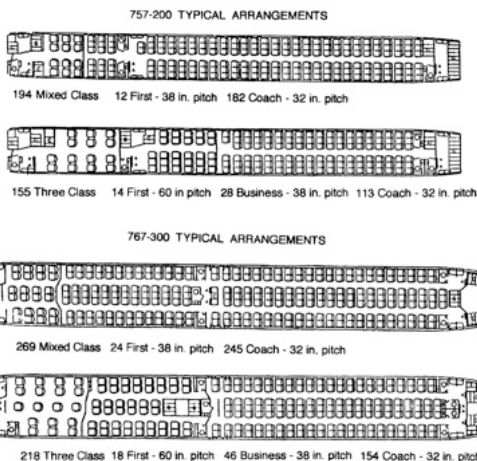 757-200 TYPICAL ARRANGEMENTS
194 Mixed Class 12 First - 38 in. pitch 182 Coach - 32 in. pitch
155 Three Class 14 First - 60 in pitch 28 Business - 38 in. pitch 113 Coach - 32 in. pitch
767-300 TYPICAL ARRANGEMENTS
269 Mixed Class 24 First - 38 in. pitch 245 Coach - 32 in. pitch
218 Three Class 18 First - 60 in. pitch 46 Business - 38 in. pitch 154 Coach - 32 in. pitch